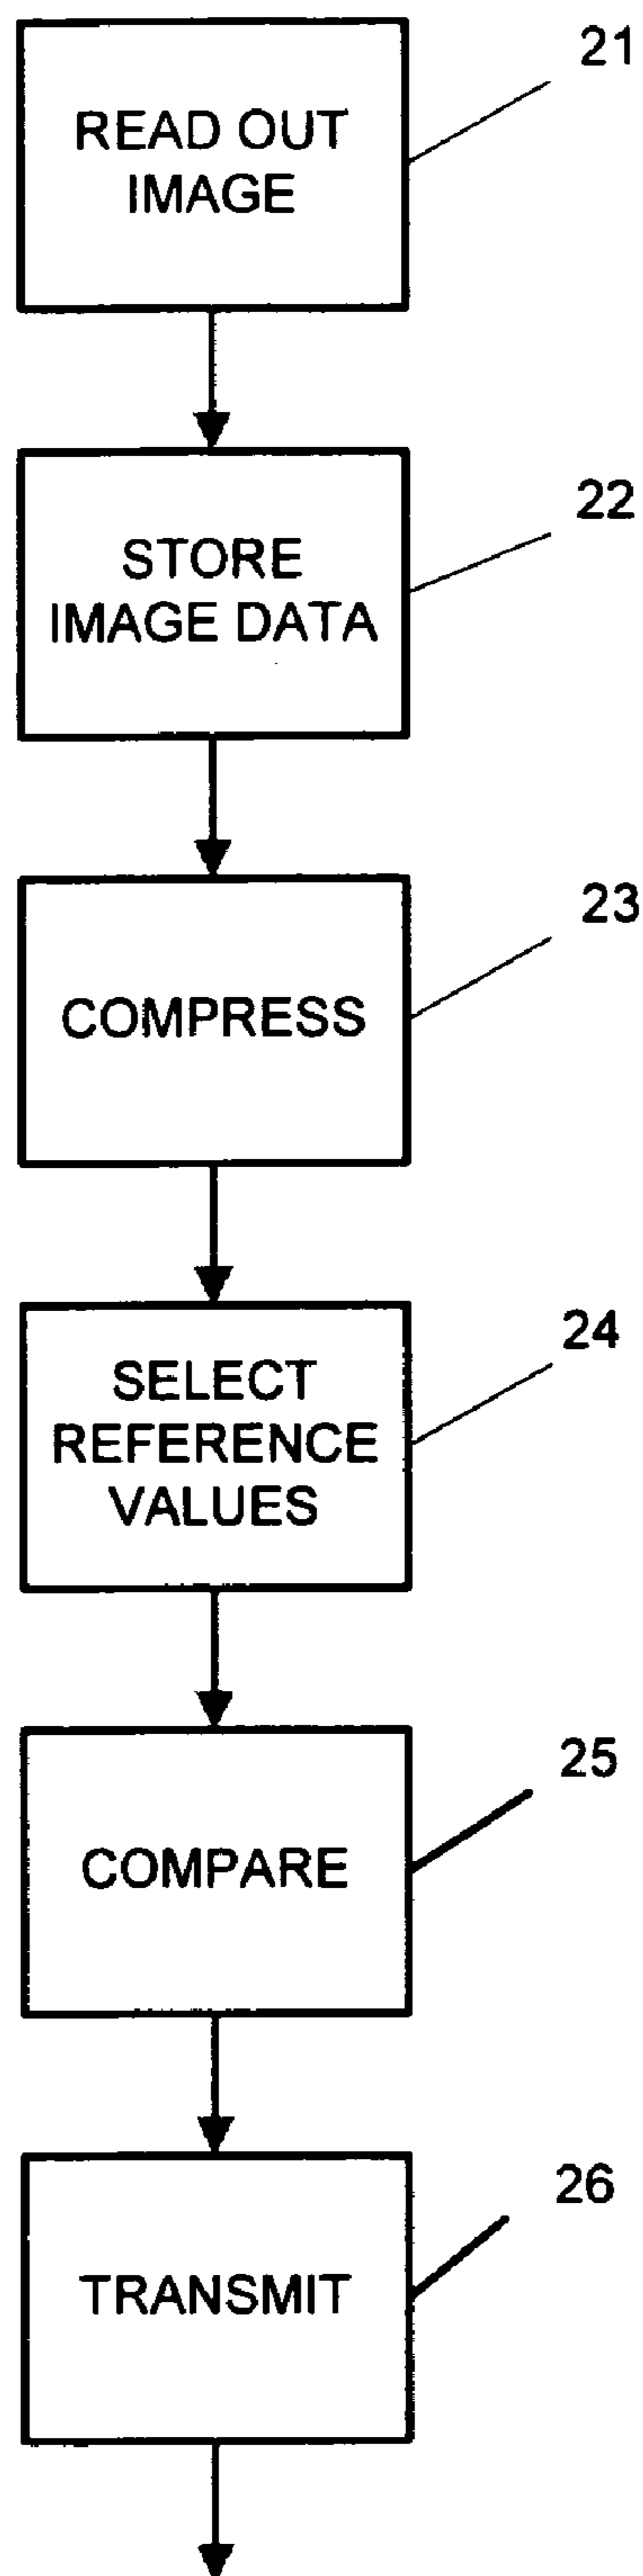 21
READ OUT
IMAGE
22
STORE
IMAGE DATA
23
COMPRESS
24
SELECT
REFERENCE
VALUES
25
COMPARE
26
TRANSMIT